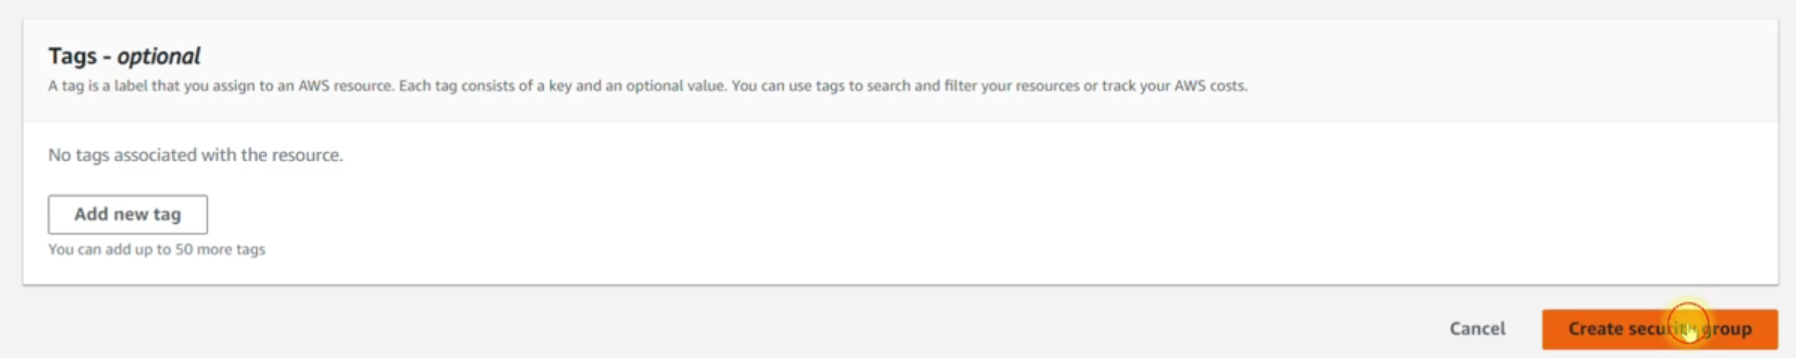 Tags - optional
A tag is a label that you assign to an AWS resource. Each tag consists of a key and an optional value. You can use tags to search and filter your resources or track your AWS costs.
No tags associated with the resource.
Add new tag
You can add up to 50 more tags
Cancel
Create security group